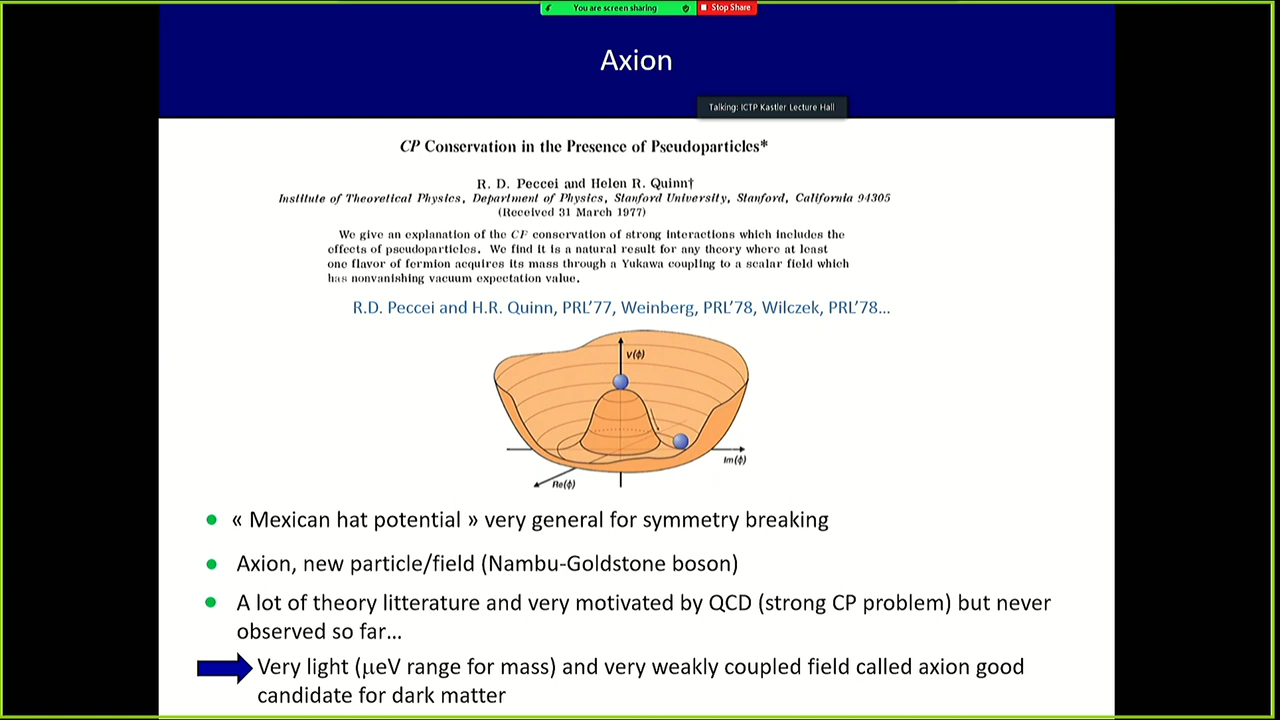 You are screen sharing
Stop Share
Axion
Talking: ICTP Kastler Lecture Hall
CP Conservation in the Presence of Pseudoparticles*
R. D. Peccei and Helen R. Quinn†
Institute of Theoretical Physics, Department of Physics, Stanford University, Stanford, California 94305
(Received 31 March 1977)
We give an explanation of the CP conservation of strong interactions which includes the
effects of pseudoparticles. We find it is a natural result for any theory where at least
one flavor of fermion acquires its mass through a Yukawa coupling to a scalar field which
has nonvanishing vacuum expectation value.
R.D. Peccei and H.R. Quinn, PRL’77, Weinberg, PRL’78, Wilczek, PRL’78...
V(ϕ)
Im(ϕ)
Re(ϕ)
« Mexican hat potential » very general for symmetry breaking
Axion, new particle/field (Nambu-Goldstone boson)
A lot of theory litterature and very motivated by QCD (strong CP problem) but never
observed so far...
Very light (μeV range for mass) and very weakly coupled field called axion good
candidate for dark matter